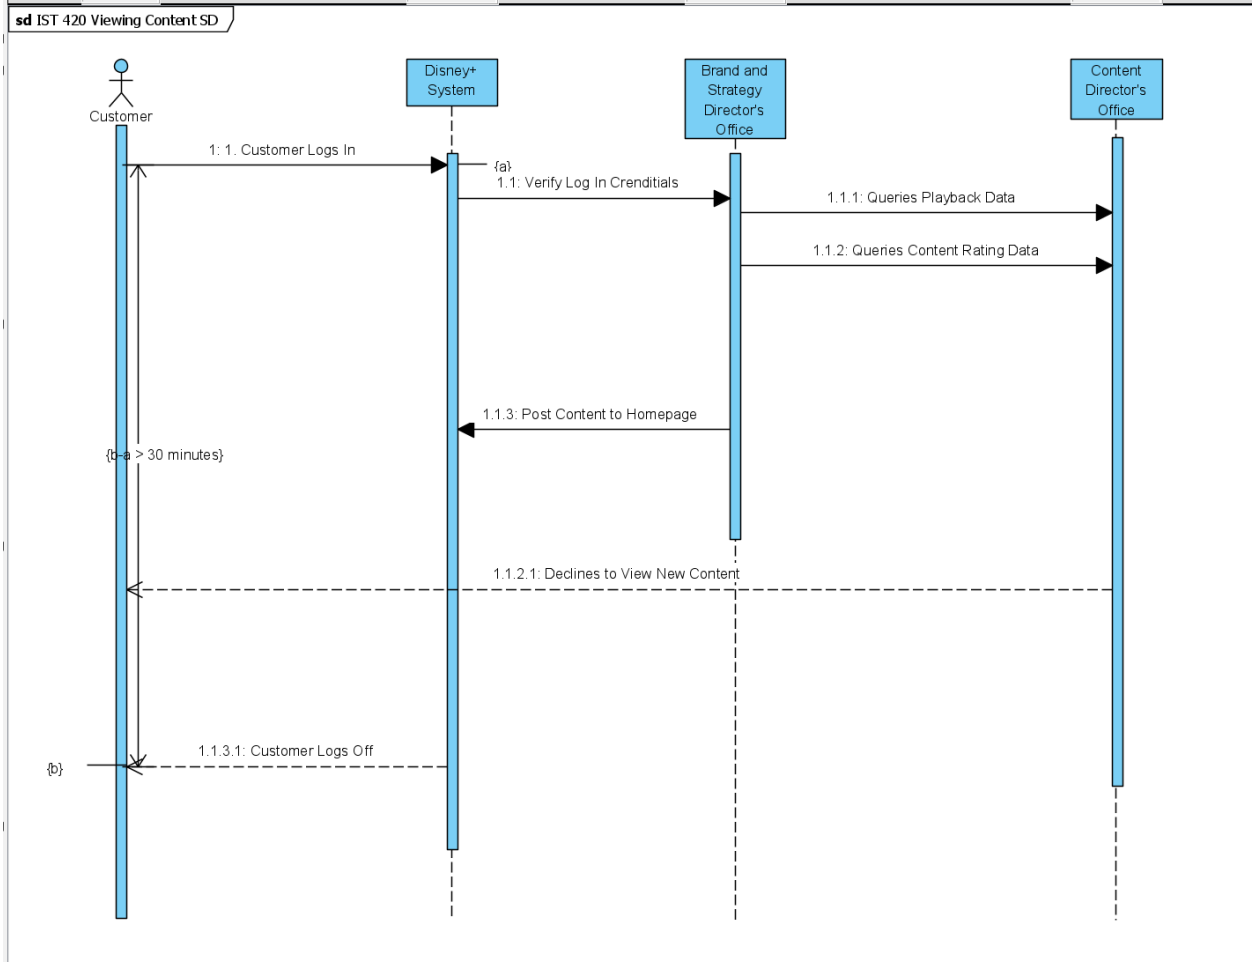 sd IST 420 Viewing Content SD
Customer
Disney+
System
Brand and
Strategy
Director's
Office
Content
Director's
Office
1: 1. Customer Logs In
{a}
1.1: Verify Log In Crenditials
1.1.1: Queries Playback Data
1.1.2: Queries Content Rating Data
1.1.3: Post Content to Homepage
{b-a > 30 minutes}
1.1.2.1: Declines to View New Content
1.1.3.1: Customer Logs Off
{b}